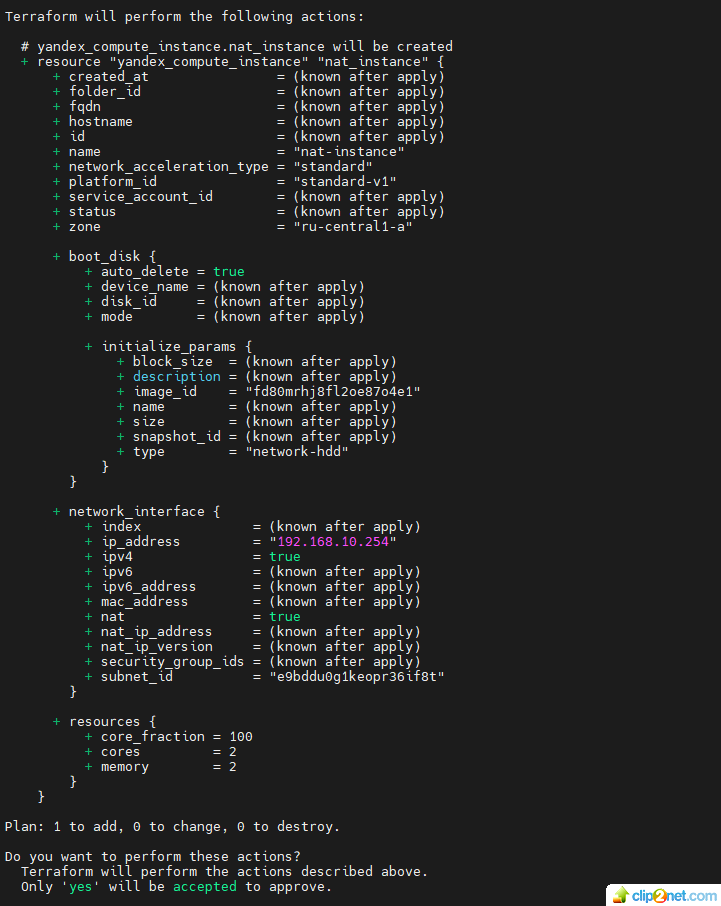 Terraform will perform the following actions:
# yandex_compute_instance.nat_instance will be created
+ resource "yandex_compute_instance" "nat_instance" {
+ created_at = (known after apply)
+ folder_id = (known after apply)
+ fqdn = (known after apply)
+ hostname = (known after apply)
+ id = (known after apply)
+ name = "nat-instance"
+ network_acceleration_type = "standard"
+ platform_id = "standard-v1"
+ service_account_id = (known after apply)
+ status = (known after apply)
+ zone = "ru-central1-a"
+ boot_disk {
+ auto_delete = true
+ device_name = (known after apply)
+ disk_id = (known after apply)
+ mode = (known after apply)
+ initialize_params {
+ block_size = (known after apply)
+ description = (known after apply)
+ image_id = "fd80mrhj8fl2oe87o4e1"
+ name = (known after apply)
+ size = (known after apply)
+ snapshot_id = (known after apply)
+ type = "network-hdd"
}
}
+ network_interface {
+ index = (known after apply)
+ ip_address = "192.168.10.254"
+ ipv4 = true
+ ipv6 = (known after apply)
+ ipv6_address = (known after apply)
+ mac_address = (known after apply)
+ nat = true
+ nat_ip_address = (known after apply)
+ nat_ip_version = (known after apply)
+ security_group_ids = (known after apply)
+ subnet_id = "e9bddu0g1keopr36if8t"
}
+ resources {
+ core_fraction = 100
+ cores = 2
+ memory = 2
}
}
Plan: 1 to add, 0 to change, 0 to destroy.
Do you want to perform these actions?
Terraform will perform the actions described above.
Only 'yes' will be accepted to approve.
clip2net.com